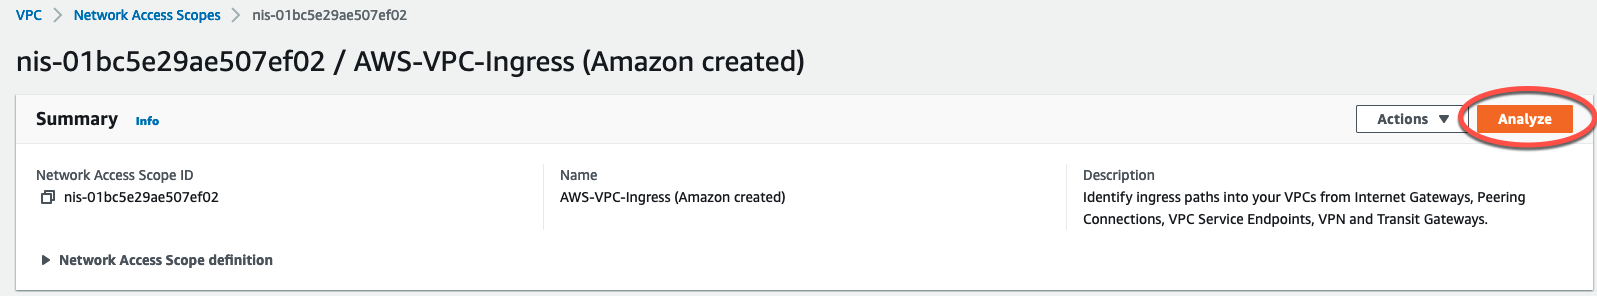 VPC > Network Access Scopes > nis-01bc5e29ae507ef02
nis-01bc5e29ae507ef02 / AWS-VPC-Ingress (Amazon created)
Summary Info
Actions ▼ Analyze
Network Access Scope ID
nis-01bc5e29ae507ef02
Name
AWS-VPC-Ingress (Amazon created)
Description
Identify ingress paths into your VPCs from Internet Gateways, Peering
Connections, VPC Service Endpoints, VPN and Transit Gateways.
Network Access Scope definition